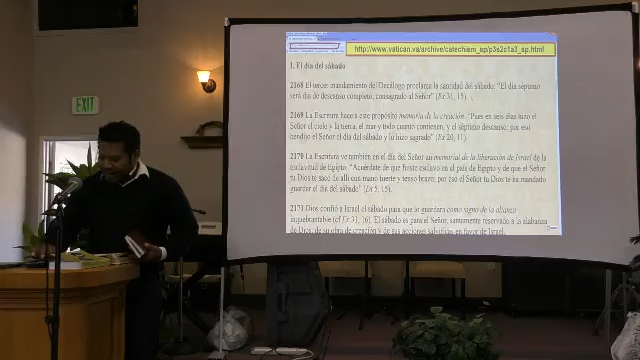 http://www.vatican.va/archive/catechism_sp/p3s2c1a3_sp.html
I. El día del sábado
2168 El tercer mandamiento del Decálogo proclama la santidad del sábado: "El día séptimo
será día de descanso completo, consagrado al Señor" (Ex 31, 15).
2169 La Escritura hace a este propósito memoria de la creación: "Pues en seis días hizo el
Señor el cielo y la tierra, el mar y todo cuanto contienen, y el séptimo descansó; por eso
bendijo el Señor el día del sábado y lo hizo sagrado" (Ex 20, 11).
2170 La Escritura ve también en el día del Señor un memorial de la liberación de Israel de la
esclavitud de Egipto: "Acuérdate de que fuiste esclavo en el país de Egipto y de que el Señor
tu Dios te sacó de allí con mano fuerte y tenso brazo; por eso el Señor tu Dios te ha mandado
guardar el día del sábado" (Dt 5, 15).
2171 Dios confió a Israel el sábado para que lo guardara como signo de la alianza
inquebrantable (cf Ex 31, 16). El sábado es para el Señor, santamente reservado a la alabanza
de Dios, de su obra de creación y de sus acciones salvíficas en favor de Israel.
EXIT